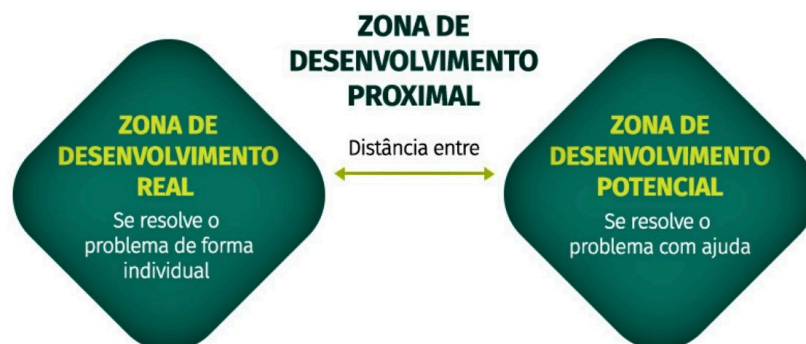 ZONA DE
DESENVOLVIMENTO
PROXIMAL
ZONA DE
DESENVOLVIMENTO
REAL
Se resolve o
problema de forma
individual
Distância entre
ZONA DE
DESENVOLVIMENTO
POTENCIAL
Se resolve o
problema com ajuda